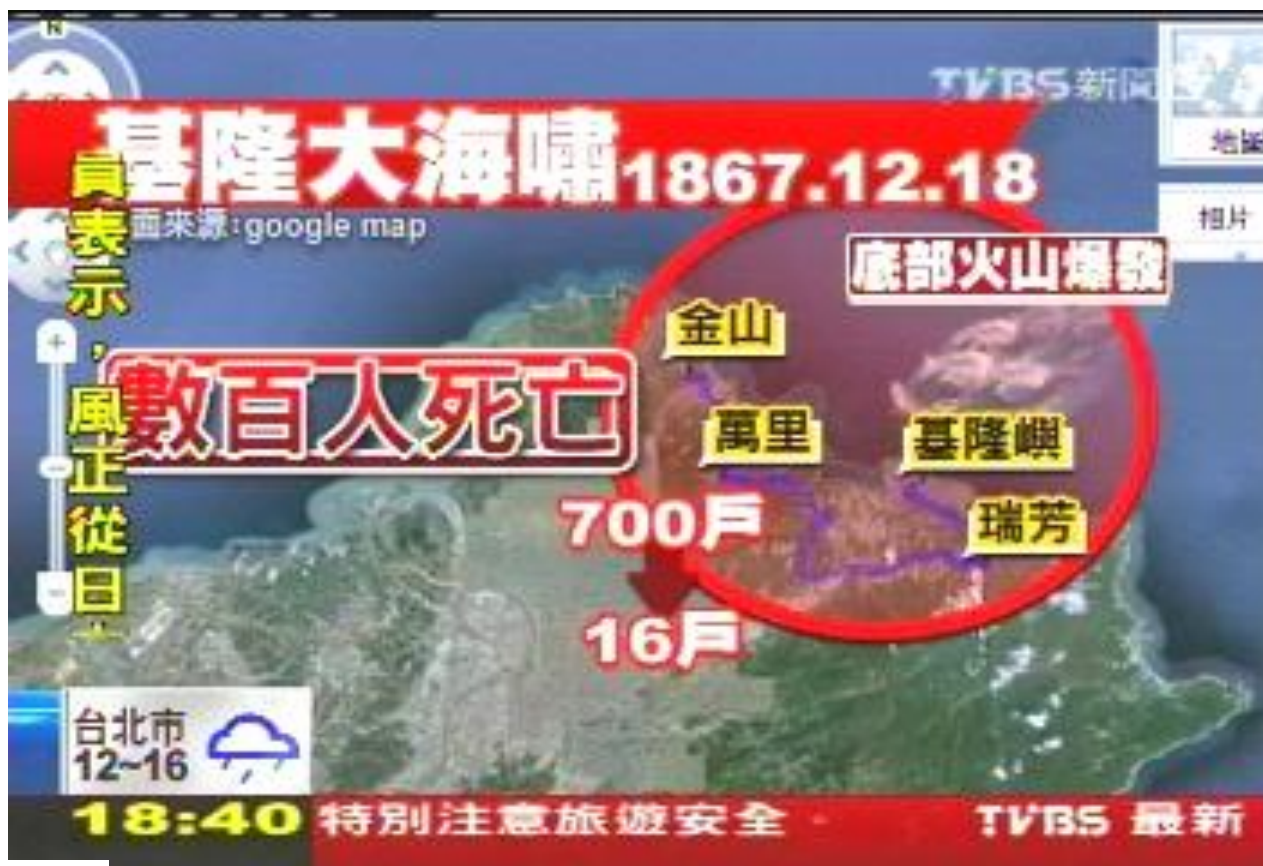 TVBS新聞
基隆大海嘯1867.12.18
地圖
相片
面來源:google map
員表示,風正從日
底部火山爆發
金山
數百人死亡
萬里
基隆嶼
700戶
瑞芳
16戶
台北市
12~16
18:40 特別注意旅遊安全 TVBS 最新